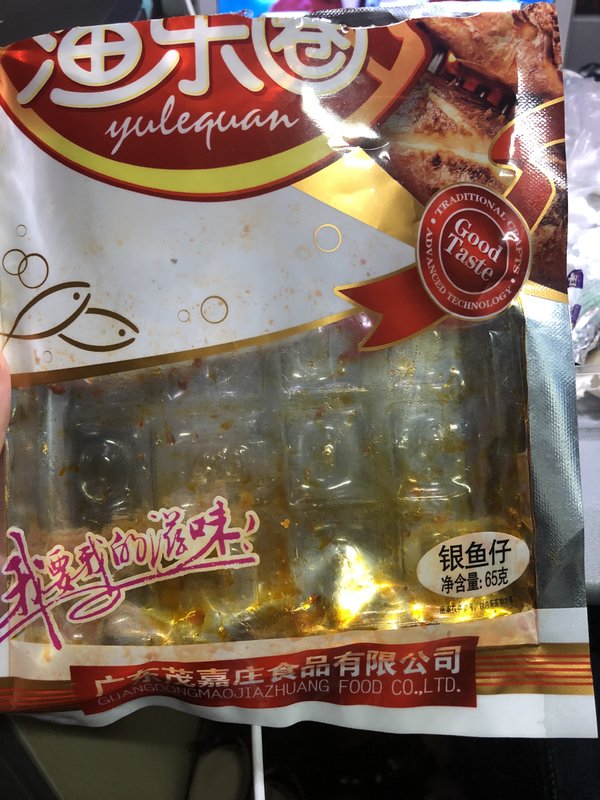 渔乐圈
yulequan
TRADITIONAL CRAFTS
Good
Taste
ADVANCED TECHNOLOGY
我要我的滋味!
银鱼仔
净含量: 65克
广东茂嘉庄食品有限公司
GUANGDONGMAOJIAZHUANG FOOD CO.,LTD.